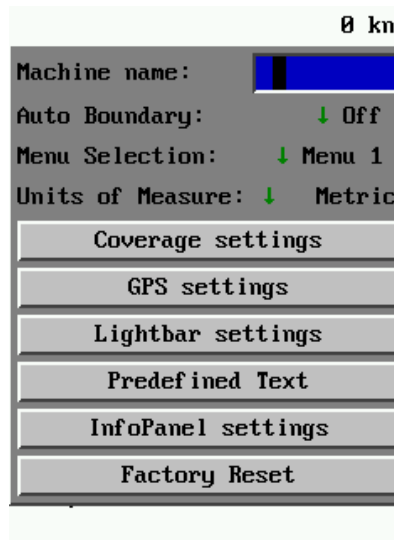 0 km
Machine name:
Auto Boundary: ↓ Off
Menu Selection: ↓ Menu 1
Units of Measure: ↓ Metric
Coverage settings
GPS settings
Lightbar settings
Predefined Text
InfoPanel settings
Factory Reset